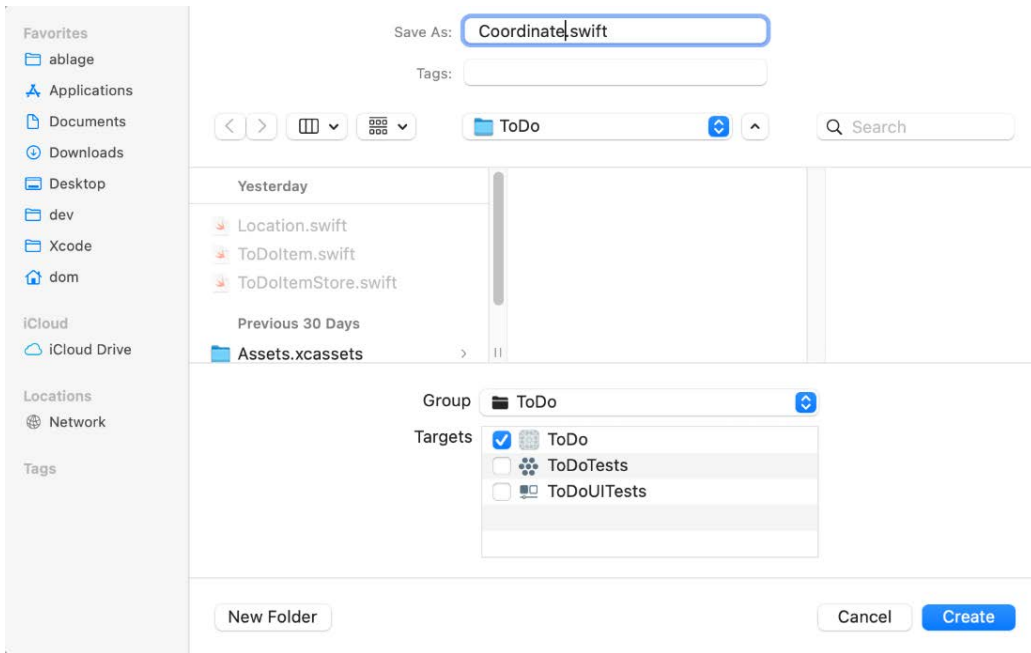 Favorites
ablage
Applications
Documents
Downloads
Desktop
dev
Xcode
dom
iCloud
iCloud Drive
Locations
Network
Tags
Save As: Coordinate.swift
Tags:
ToDo
Search
Yesterday
Location.swift
ToDoItem.swift
ToDoItemStore.swift
Previous 30 Days
Assets.xcassets
Group ToDo
Targets ToDo
ToDoTests
ToDoUITests
New Folder Cancel Create